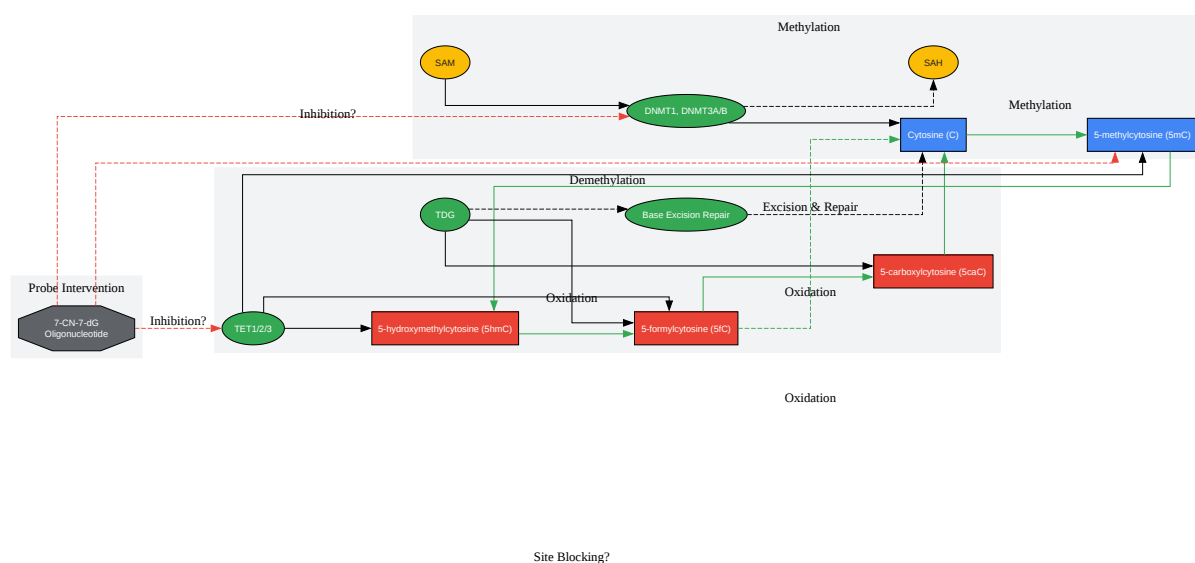 Methylation
SAM
SAH
DNMT1, DNMT3A/B
Methylation
Inhibition?
Cytosine (C)
5-methylcytosine (5mC)
Demethylation
TDG
Base Excision Repair
Excision & Repair
5-carboxylcytosine (5caC)
Probe Intervention
Oxidation
Oxidation
7-CN-7-dG
Oligonucleotide
Inhibition?
TET1/2/3
5-hydroxymethylcytosine (5hmC)
5-formylcytosine (5fC)
Oxidation
Site Blocking?